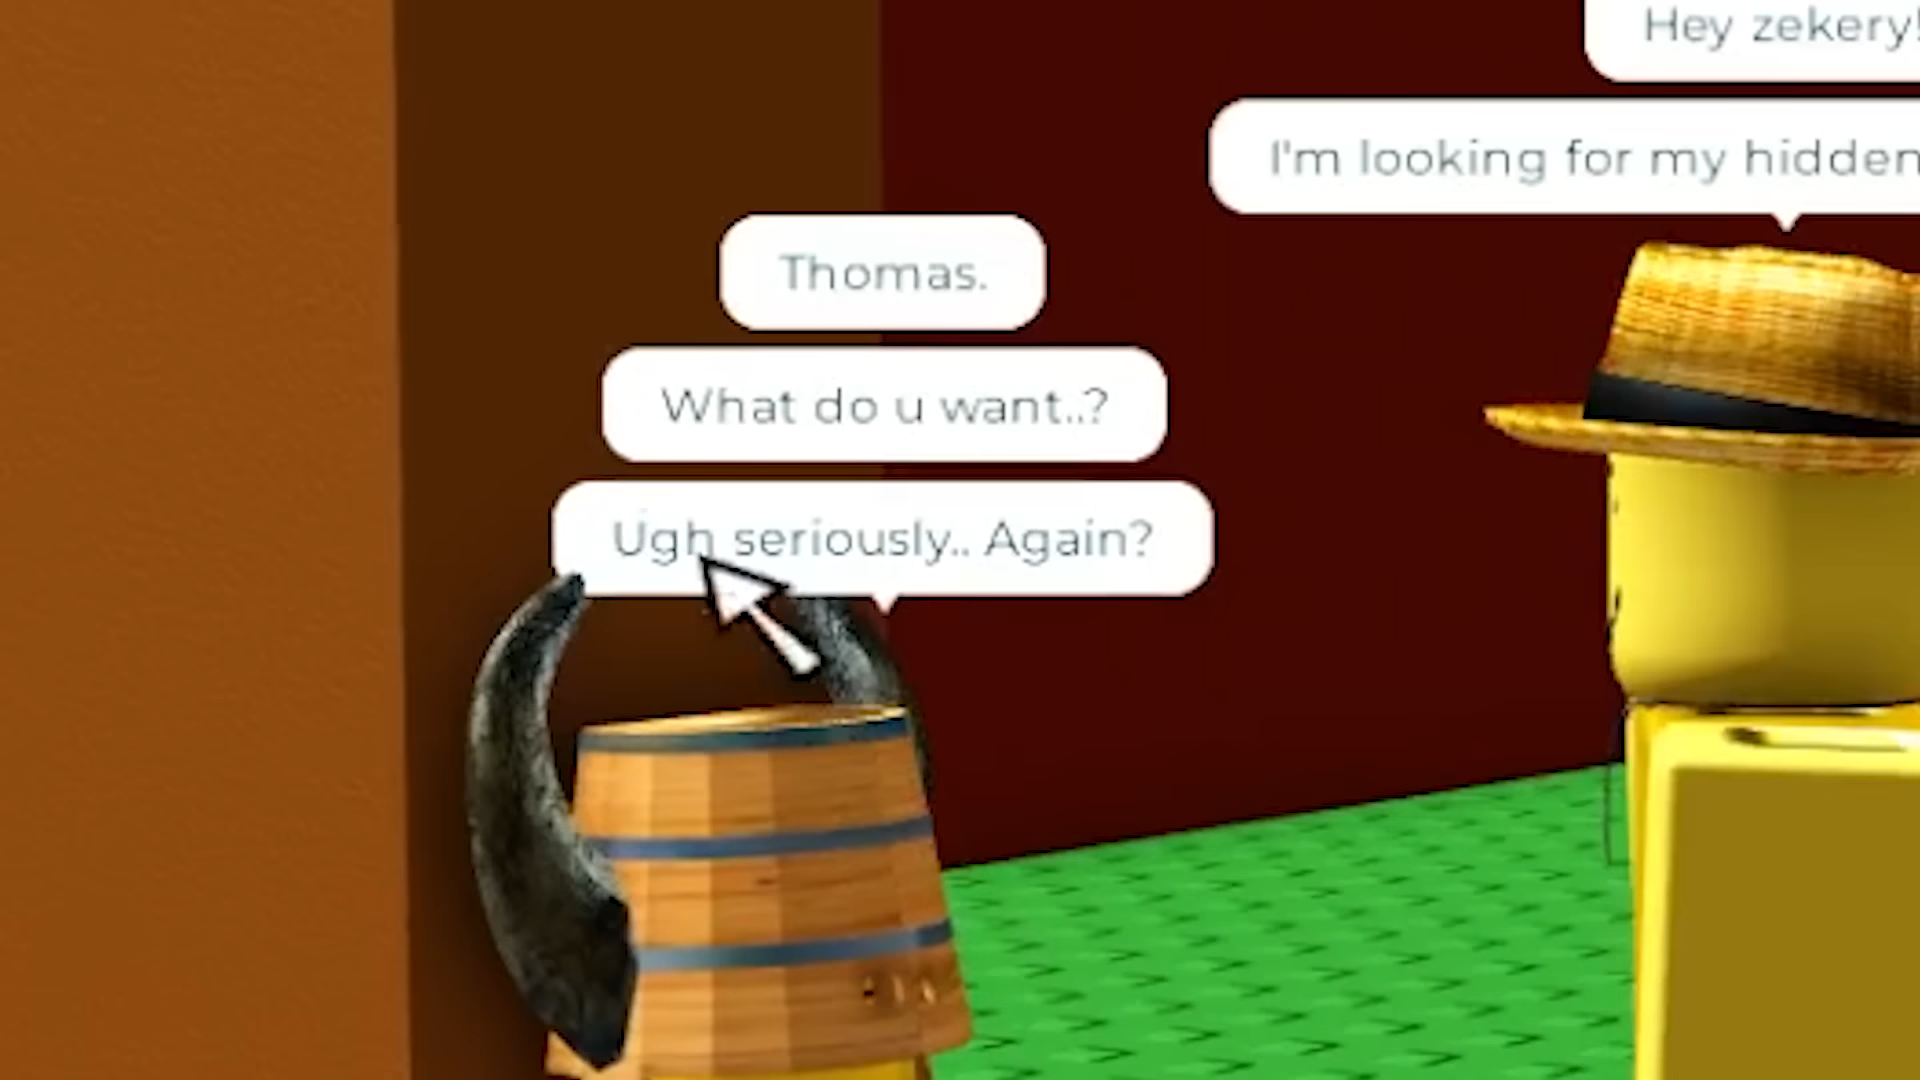 Hey zekery!
I'm looking for my hidden
Thomas.
What do u want..?
Ugh seriously.. Again?